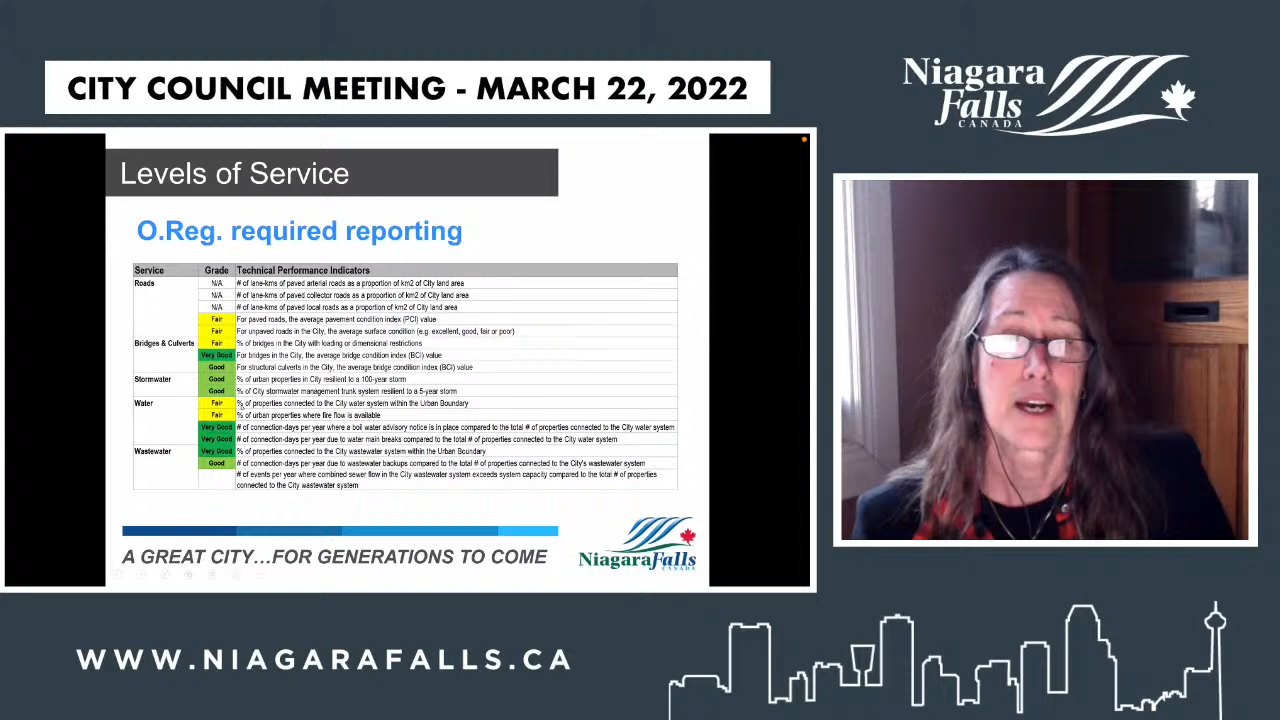 CITY COUNCIL MEETING - MARCH 22, 2022
Niagara
Falls
CANADA
Levels of Service
O.Reg. required reporting
Service Grade Technical Performance Indicators
Roads N/A # of lane-kms of paved arterial roads as a proportion of km2 of City land area
N/A # of lane-kms of paved collector roads as a proportion of km2 of City land area
N/A # of lane-kms of paved local roads as a proportion of km2 of City land area
Fair For paved roads, the average pavement condition index (PCI) value
Fair For unpaved roads in the City, the average surface condition (e.g. excellent, good, fair or poor)
Bridges & Culverts Fair % of bridges in the City with loading or dimensional restrictions
Very Good For bridges in the City, the average bridge condition index (BCI) value
Good For structural culverts in the City, the average bridge condition index (BCI) value
Stormwater Good % of urban properties in City resilient to a 100-year storm
Good % of City stormwater management trunk system resilient to a 5-year storm
Water Fair % of properties connected to the City water system within the Urban Boundary
Fair % of urban properties where fire flow is available
Very Good # of connection-days per year where a boil water advisory notice is in place compared to the total # of properties connected to the City water system
Very Good # of connection-days per year due to water main breaks compared to the total # of properties connected to the City water system
Wastewater Very Good % of properties connected to the City wastewater system within the Urban Boundary
Good # of connection-days per year due to wastewater backups compared to the total # of properties connected to the City's wastewater system
# of events per year where combined sewer flow in the City wastewater system exceeds system capacity compared to the total # of properties
connected to the City wastewater system
A GREAT CITY...FOR GENERATIONS TO COME
NiagaraFalls
CANADA
WWW.NIAGARAFALLS.CA